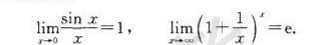 lim_{x→0} sin x / x = 1, lim_{x→∞} (1 + 1/x)^x = e.